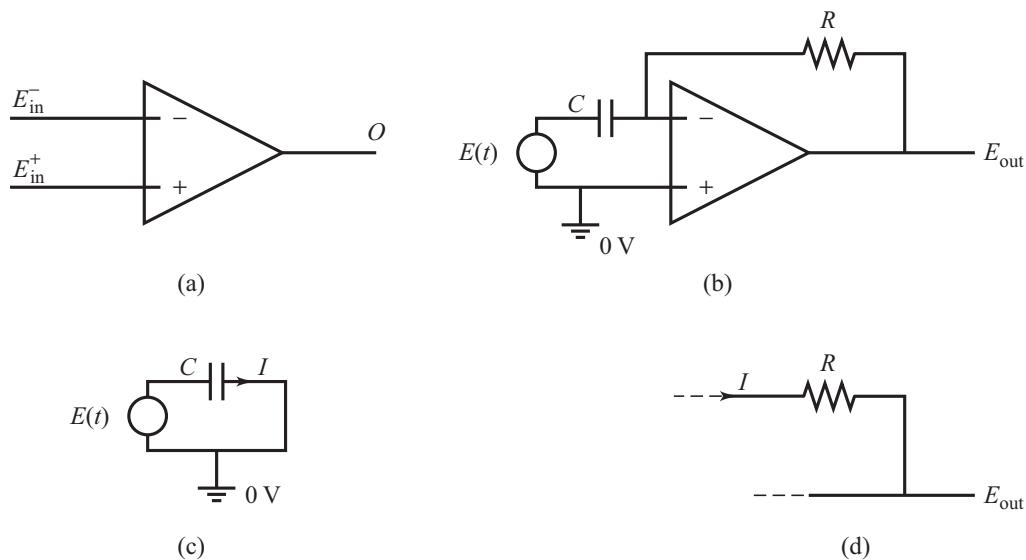 R
E⁻in
O
C
−
−
E(t)
Eout
E⁺in
+
+
0 V
(a)
(b)
C
I
I
R
E(t)
0 V
Eout
(c)
(d)